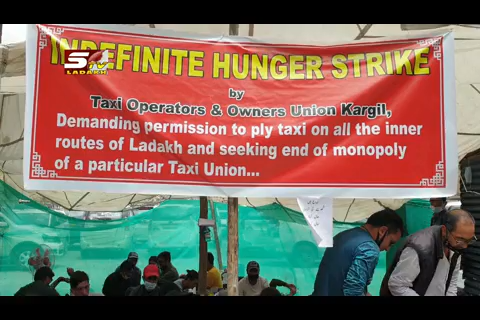 INDEFINITE HUNGER STRIKE
by
Taxi Operators & Owners Union Kargil,
Demanding permission to ply taxi on all the inner
routes of Ladakh and seeking end of monopoly
of a particular Taxi Union...
LADAKH